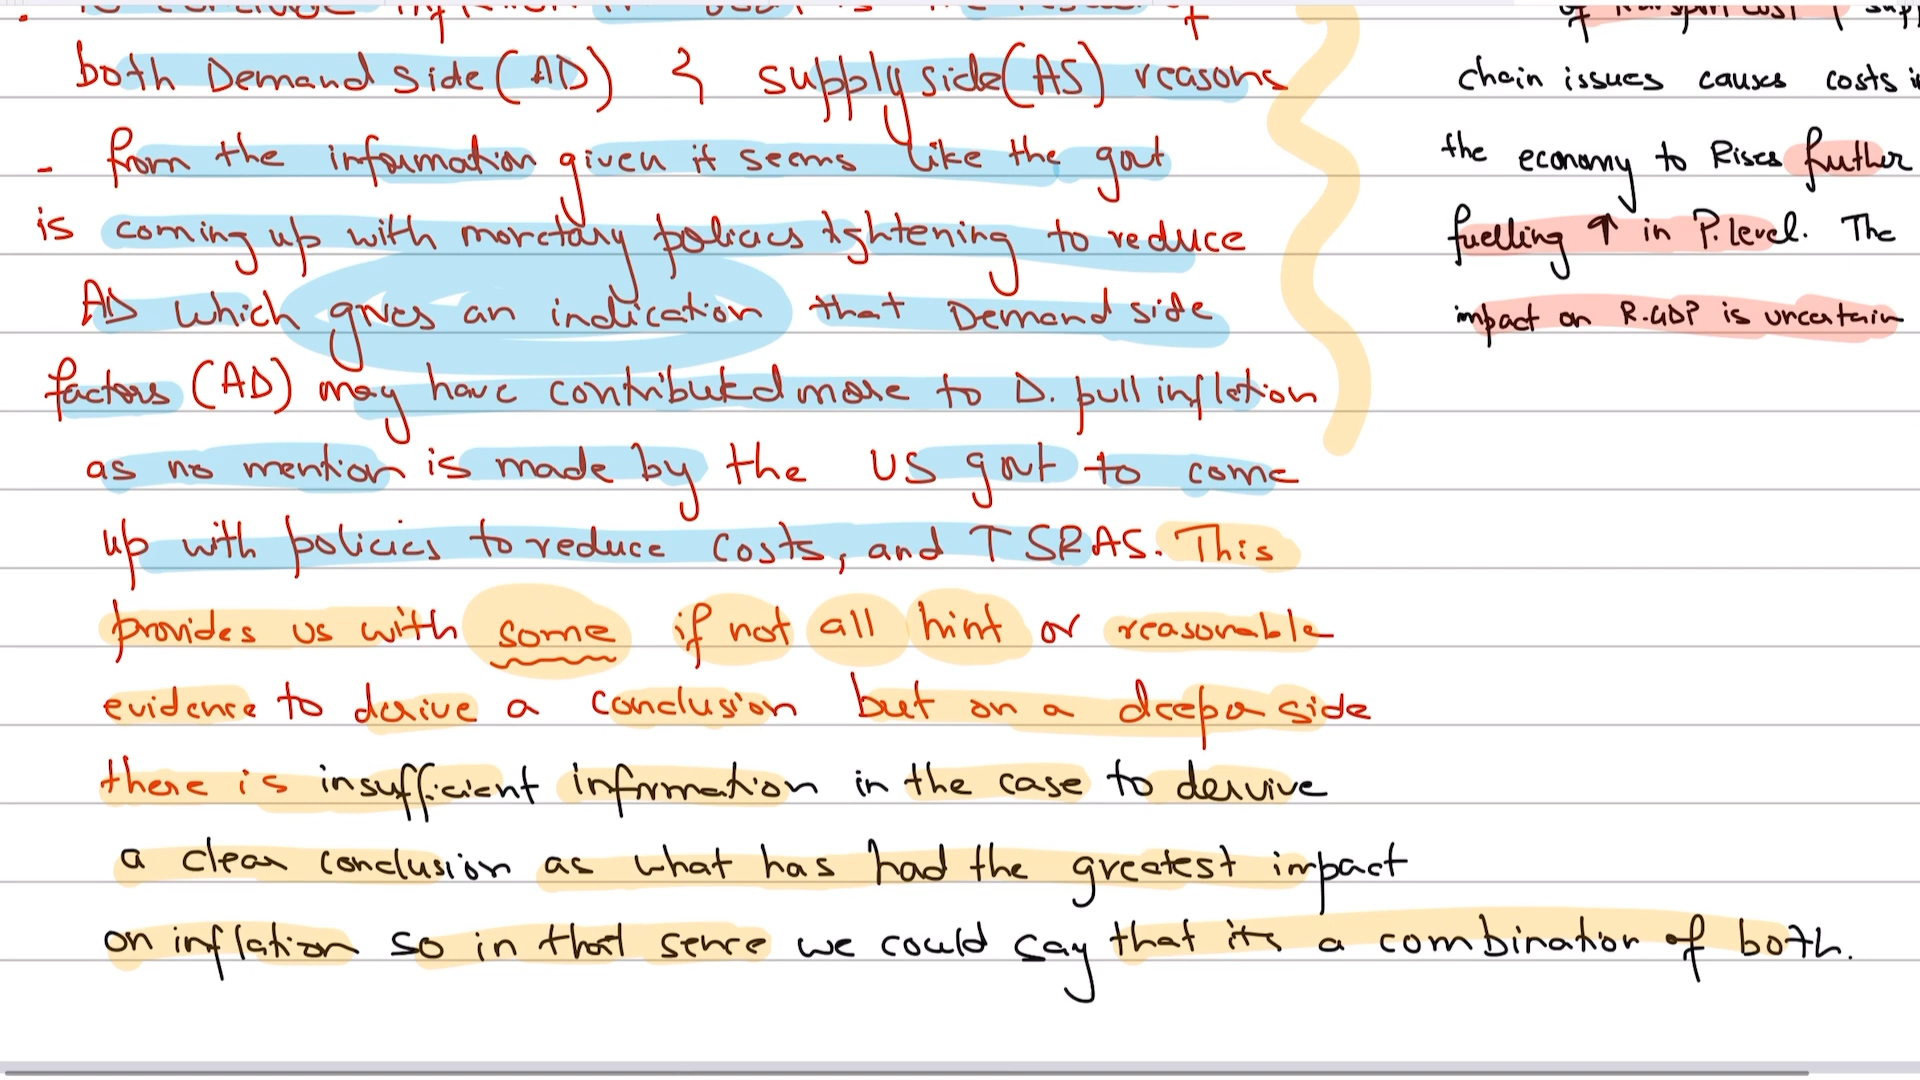 both Demand side (AD) & supply side (AS) reasons
- from the information given it seems like the govt
is coming up with monetary policies tightening to reduce
AD which gives an indication that Demand side
factors (AD) may have contributed more to D. pull inflation
as no mention is made by the US govt to come
up with policies to reduce costs, and ↑ SRAS. This
provides us with some if not all hint or reasonable
evidence to derive a conclusion but on a deeper side
there is insufficient information in the case to dervive
a clear conclusion as what has had the greatest impact
on inflation so in that sence we could say that its a combination of both.
chain issues causes costs in
the economy to Rises futher
fuelling ↑ in P. level. The
impact on R.GDP is uncertain